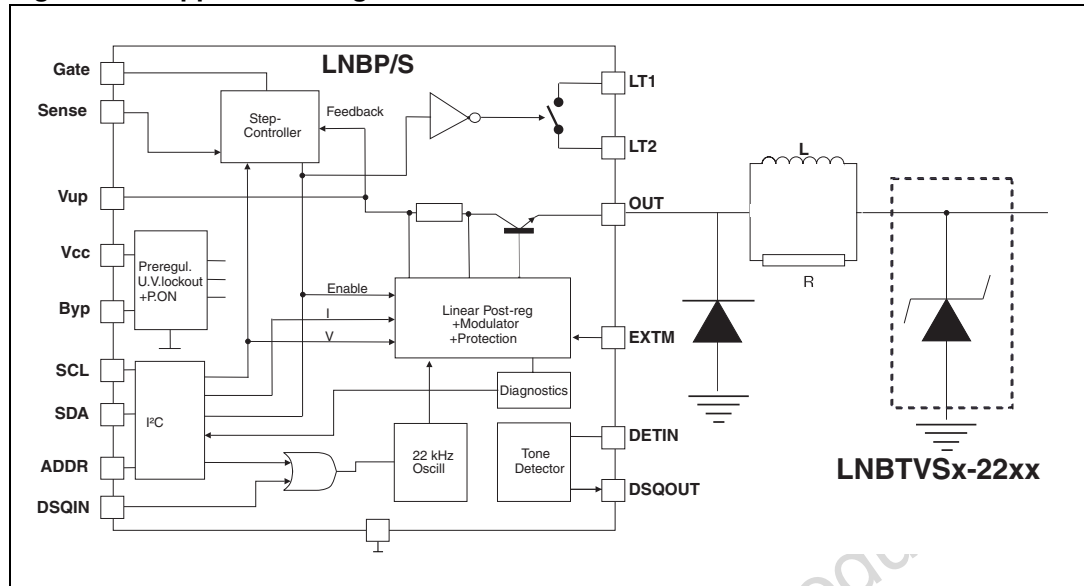 LNBP/S
Gate
Sense
Vup
Vcc
Byp
SCL
SDA
ADDR
DSQIN
Step-
Controller
Feedback
Preregul.
U.V.lockout
+P.ON
I²C
Enable
I
V
Linear Post-reg
+Modulator
+Protection
Diagnostics
22 kHz
Oscill
Tone
Detector
LT1
LT2
OUT
EXTM
DETIN
DSQOUT
L
R
LNBTVSx-22xx